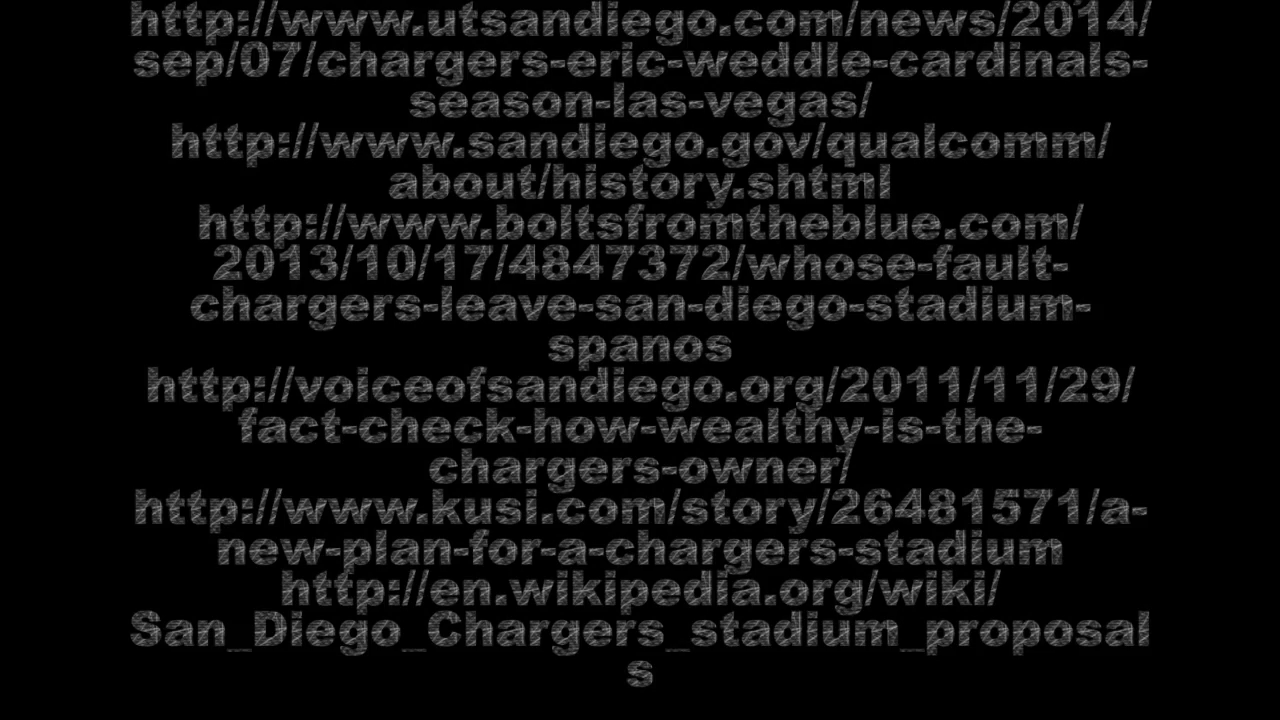 http://www.utsandiego.com/news/2014/
sep/07/chargers-eric-weddle-cardinals-
season-las-vegas/
http://www.sandiego.gov/qualcomm/
about/history.shtml
http://www.boltsfromtheblue.com/
2013/10/17/4847372/whose-fault-
chargers-leave-san-diego-stadium-
spanos
http://voiceofsandiego.org/2011/11/29/
fact-check-how-wealthy-is-the-
chargers-owner/
http://www.kusi.com/story/26481571/a-
new-plan-for-a-chargers-stadium
http://en.wikipedia.org/wiki/
San_Diego_Chargers_stadium_proposal
s